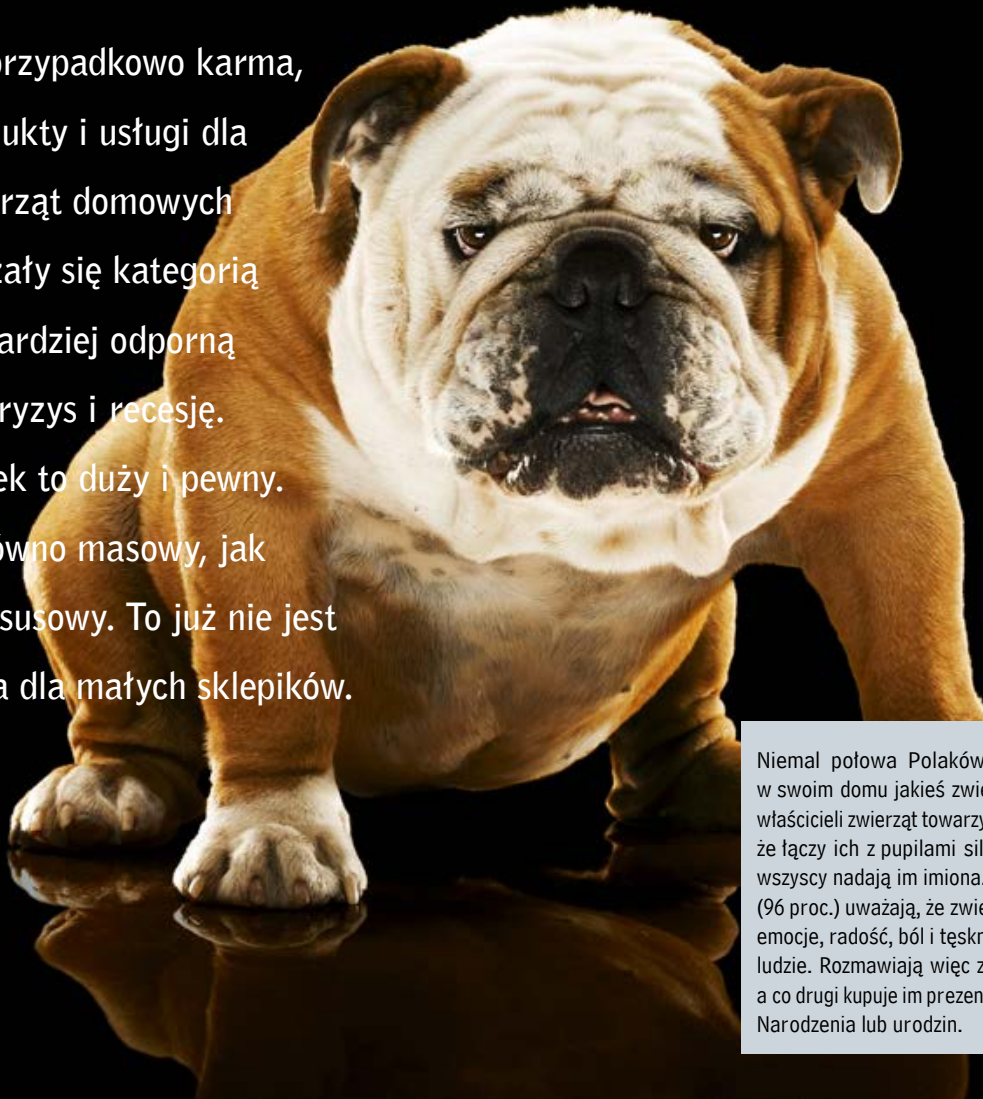 przypadkowo karma,
ukty i usługi dla
rząt domowych
zały się kategorią
ardziej odporną
ryzys i recesję.
ek to duży i pewny.
ówno masowy, jak
susowy. To już nie jest
a dla małych sklepików.
Niemal połowa Polaków
w swoim domu jakieś zwie
właścicieli zwierząt towarzy
że łączy ich z pupilami sil
wszyscy nadają im imiona.
(96 proc.) uważają, że zwie
emocje, radość, ból i tęskn
ludzie. Rozmawiają więc z
a co drugi kupuje im prezen
Narodzenia lub urodzin.